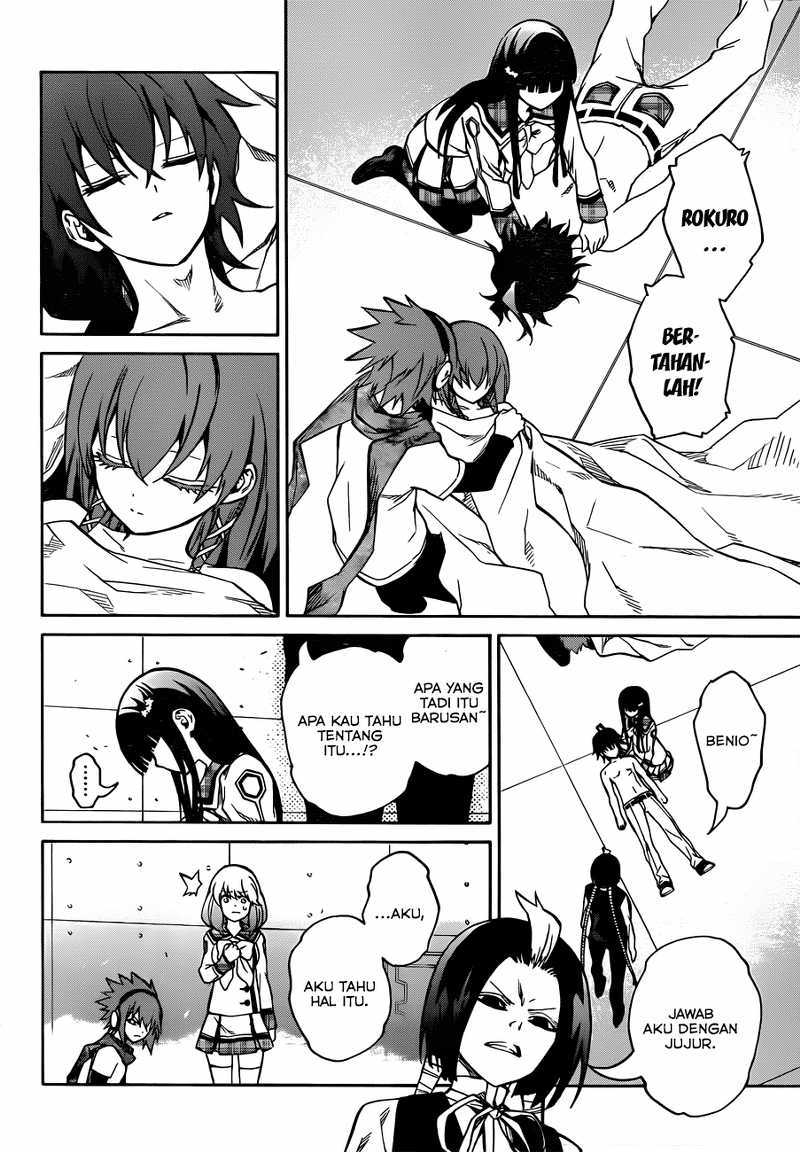 ROKURO
...
BER-
TAHAN-
LAH!
BENIO~
JAWAB
AKU DENGAN
JUJUR.
APA YANG
TADI ITU
BARUSAN~
APA KAU TAHU
TENTANG
ITU...!?
.....
...AKU,
AKU TAHU
HAL ITU.